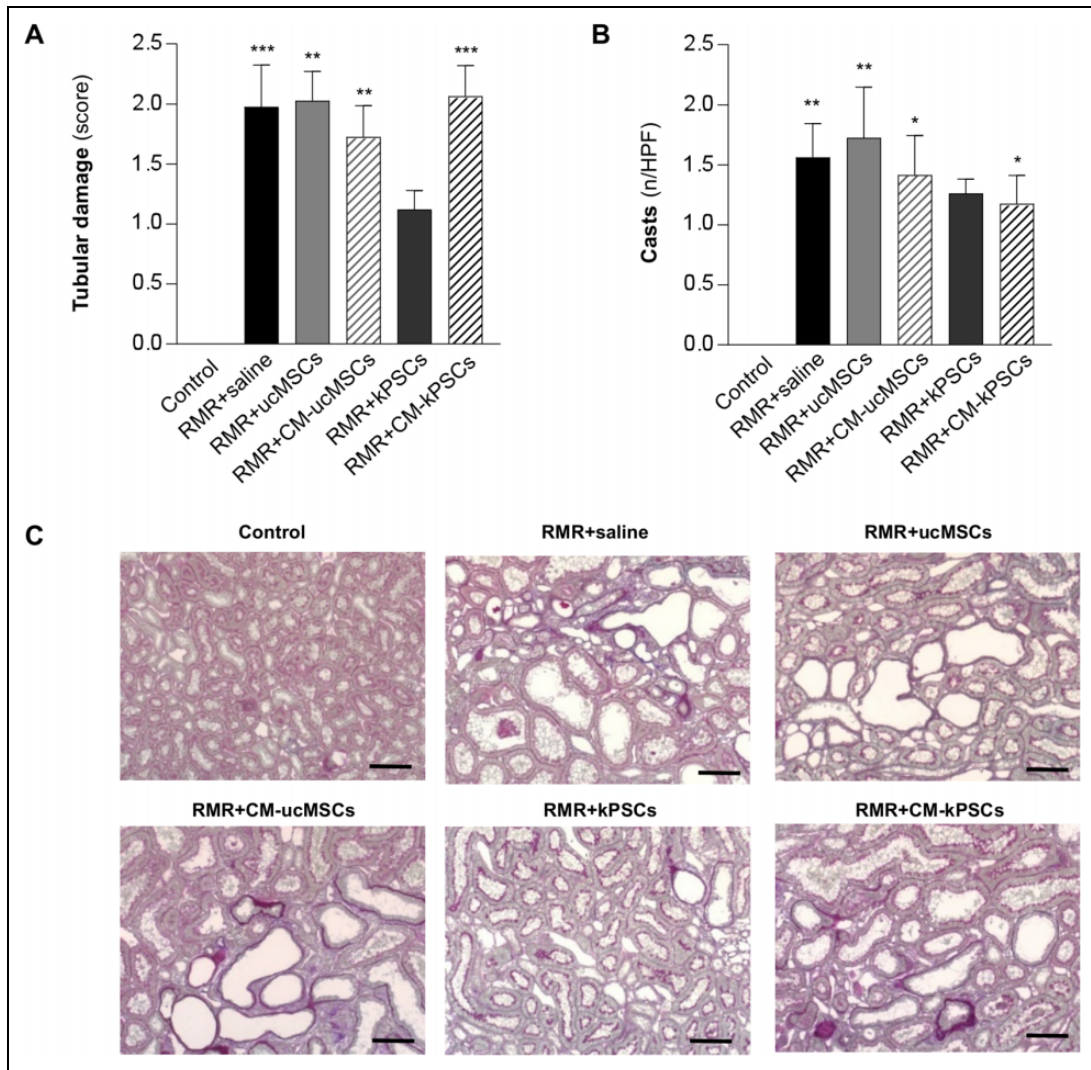 A
Tubular damage (score)
2.5
2.0
1.5
1.0
0.5
0.0
***
**
**
***
Control
RMR+saline
RMR+ucMSCs
RMR+CM-ucMSCs
RMR+kPSCs
RMR+CM-kPSCs
B
Casts (n/HPF)
2.5
2.0
1.5
1.0
0.5
0.0
**
**
*
*
Control
RMR+saline
RMR+ucMSCs
RMR+CM-ucMSCs
RMR+kPSCs
RMR+CM-kPSCs
C
Control
RMR+saline
RMR+ucMSCs
RMR+CM-ucMSCs
RMR+kPSCs
RMR+CM-kPSCs